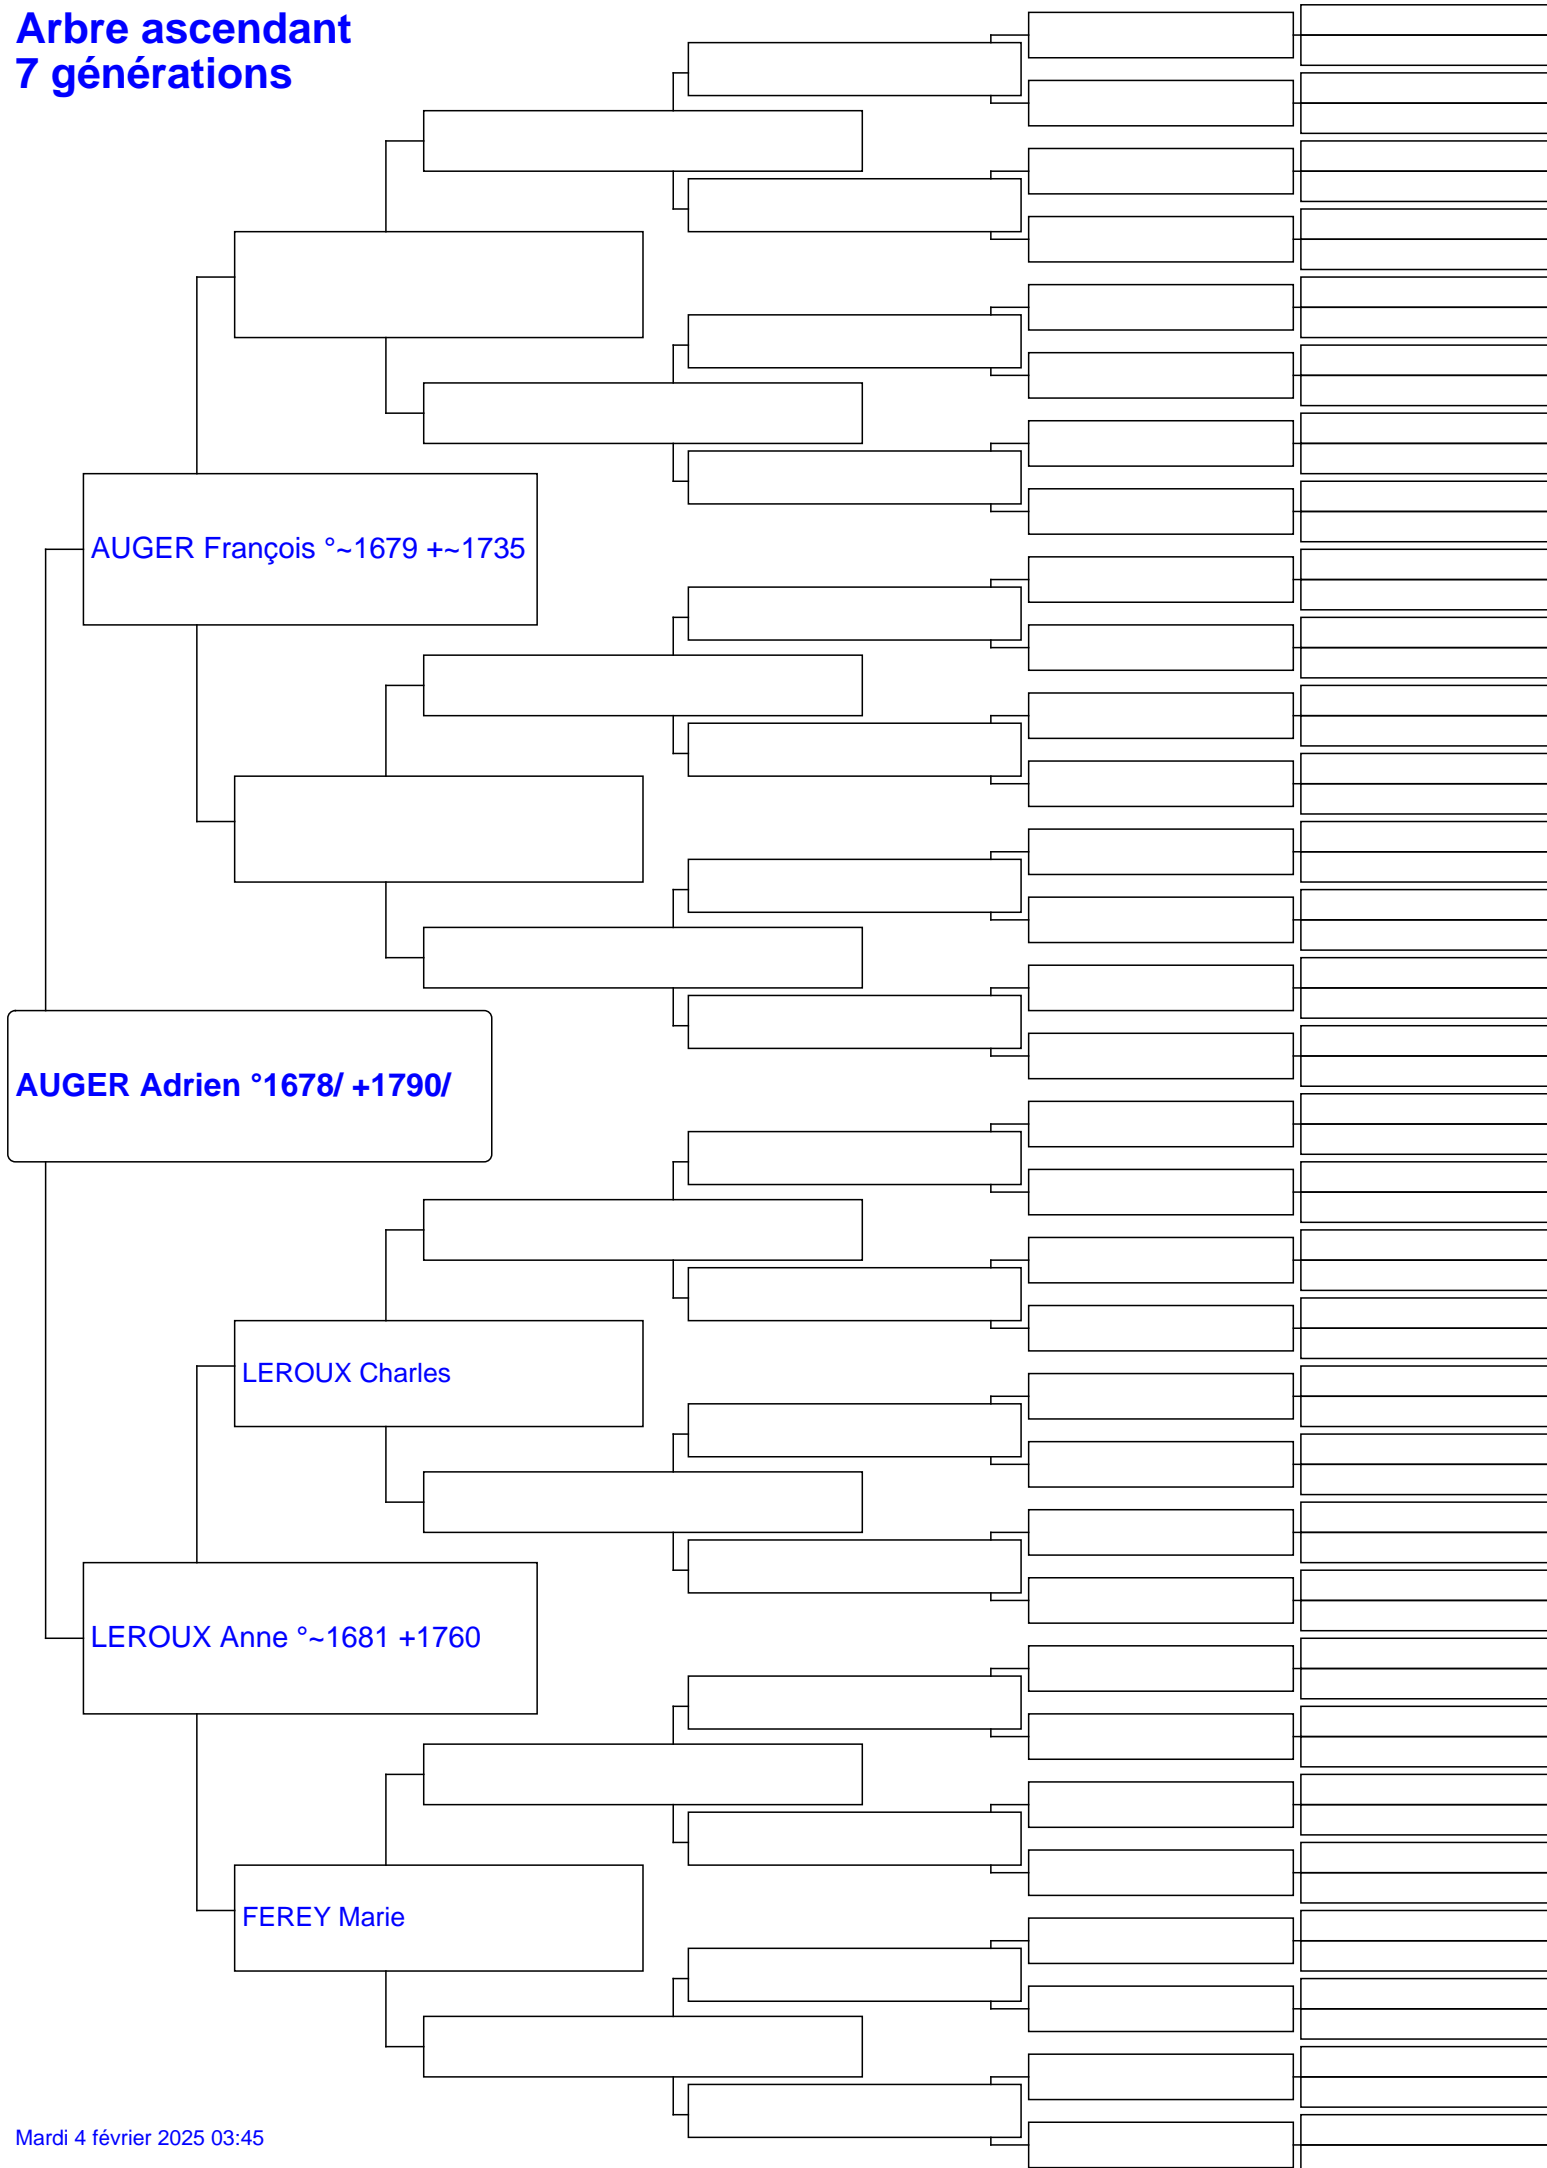 Arbre ascendant
7 générations
AUGER François °~1679 +~1735
AUGER Adrien °1678/ +1790/
LEROUX Charles
LEROUX Anne °~1681 +1760
FEREY Marie
Mardi 4 février 2025 03:45